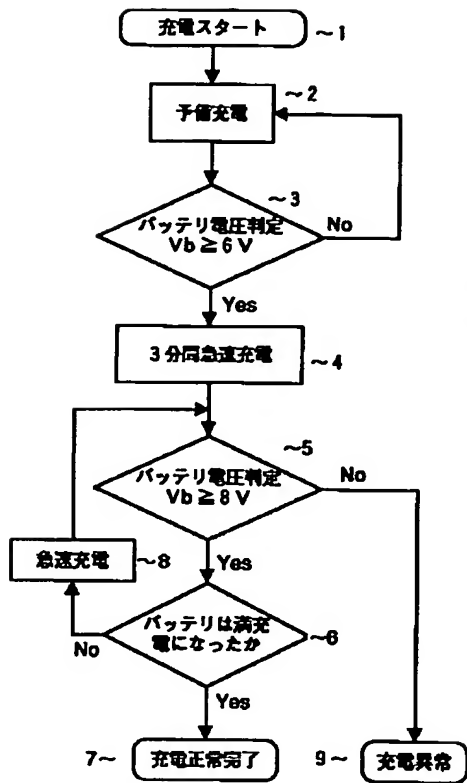 充電スタート ～1
～2
予備充電
～3
バッテリ電圧判定
Vb ≧ 6 V
No
Yes
3分間急速充電 ～4
～5
バッテリ電圧判定
Vb ≧ 8 V
No
急速充電 ～8
Yes
バッテリは満充
電になったか
～6
No
Yes
7～ 充電正常完了
9～ 充電異常